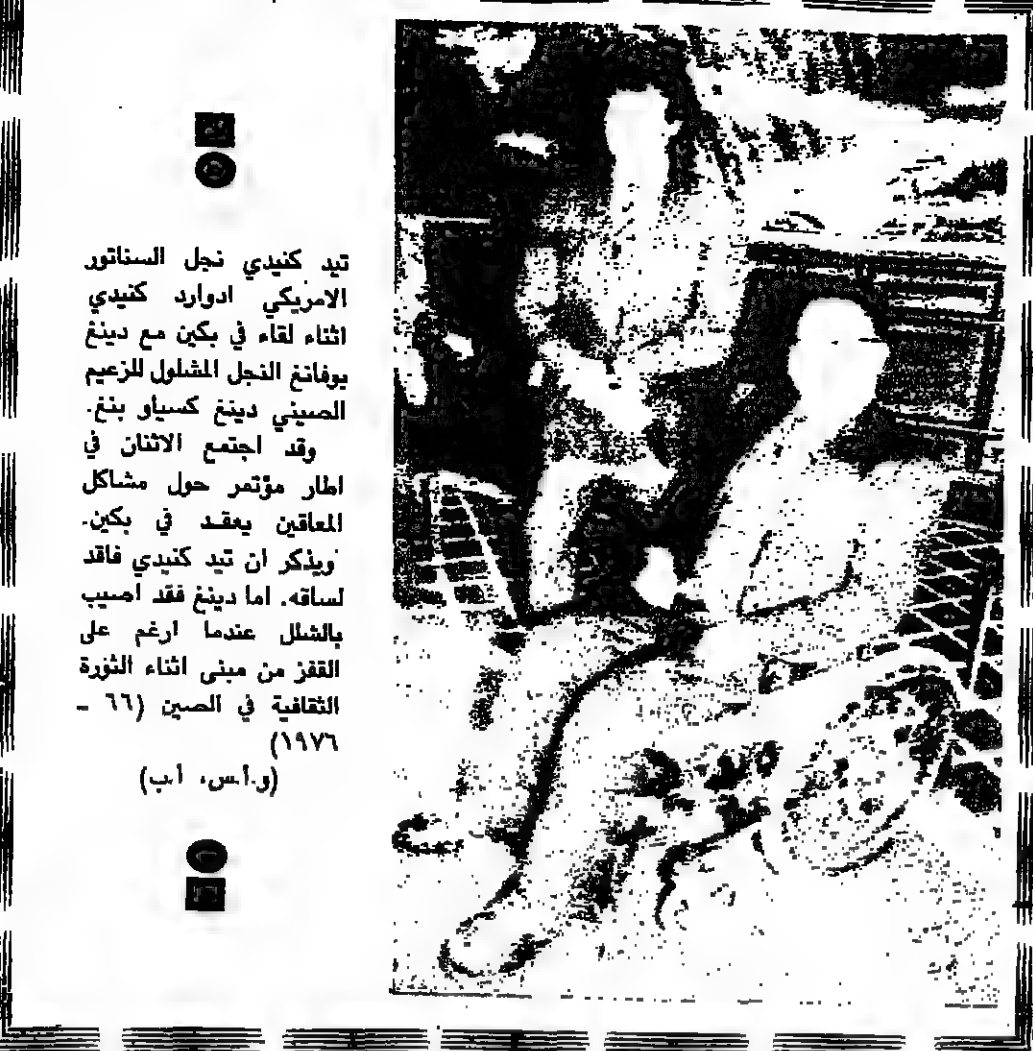 تيد كنيدي نجل السناتور
الامريكي ادوارد كنيدي
اثناء لقاء في بكين مع دينغ
بوفانغ النجل المشلول للزعيم
الصيني دينغ كسياو بنغ.
وقد اجتمع الاثنان في
اطار مؤتمر حول مشاكل
المعاقين يعقد في بكين.
ويذكر ان تيد كنيدي فاقد
لساقه. اما دينغ فقد اصيب
بالشلل عندما ارغم على
القفز من مبنى اثناء الثورة
الثقافية في الصين (٦٦ -
١٩٧٦)
(و.أ.س، أ.ب)